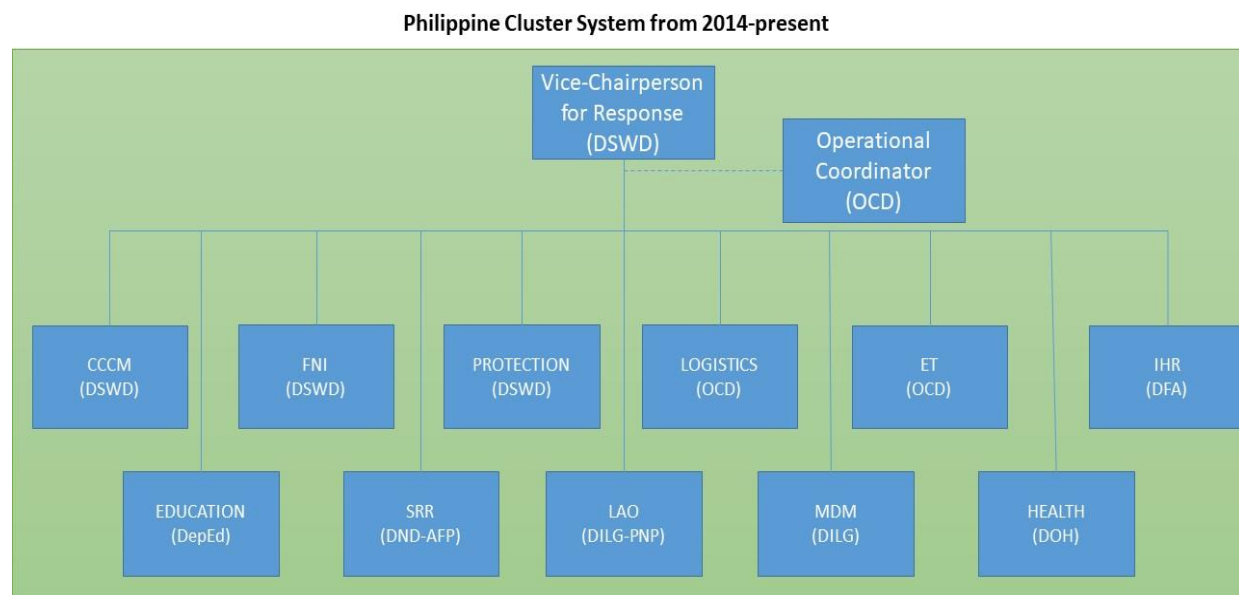 Philippine Cluster System from 2014-present
Vice-Chairperson
for Response
(DSWD)
Operational
Coordinator
(OCD)
CCCM
(DSWD)
FNI
(DSWD)
PROTECTION
(DSWD)
LOGISTICS
(OCD)
ET
(OCD)
IHR
(DFA)
EDUCATION
(DepEd)
SRR
(DND-AFP)
LAO
(DILG-PNP)
MDM
(DILG)
HEALTH
(DOH)